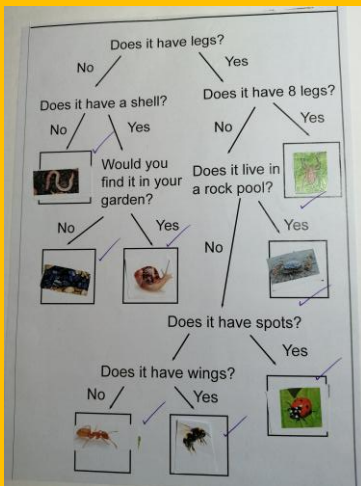 Does it have legs?
No
Yes
Does it have a shell?
Does it have 8 legs?
No
Yes
No
Yes
Would you
find it in your
garden?
Does it live in
a rock pool?
No
Yes
No
Yes
Does it have spots?
Does it have wings?
Yes
No
Yes